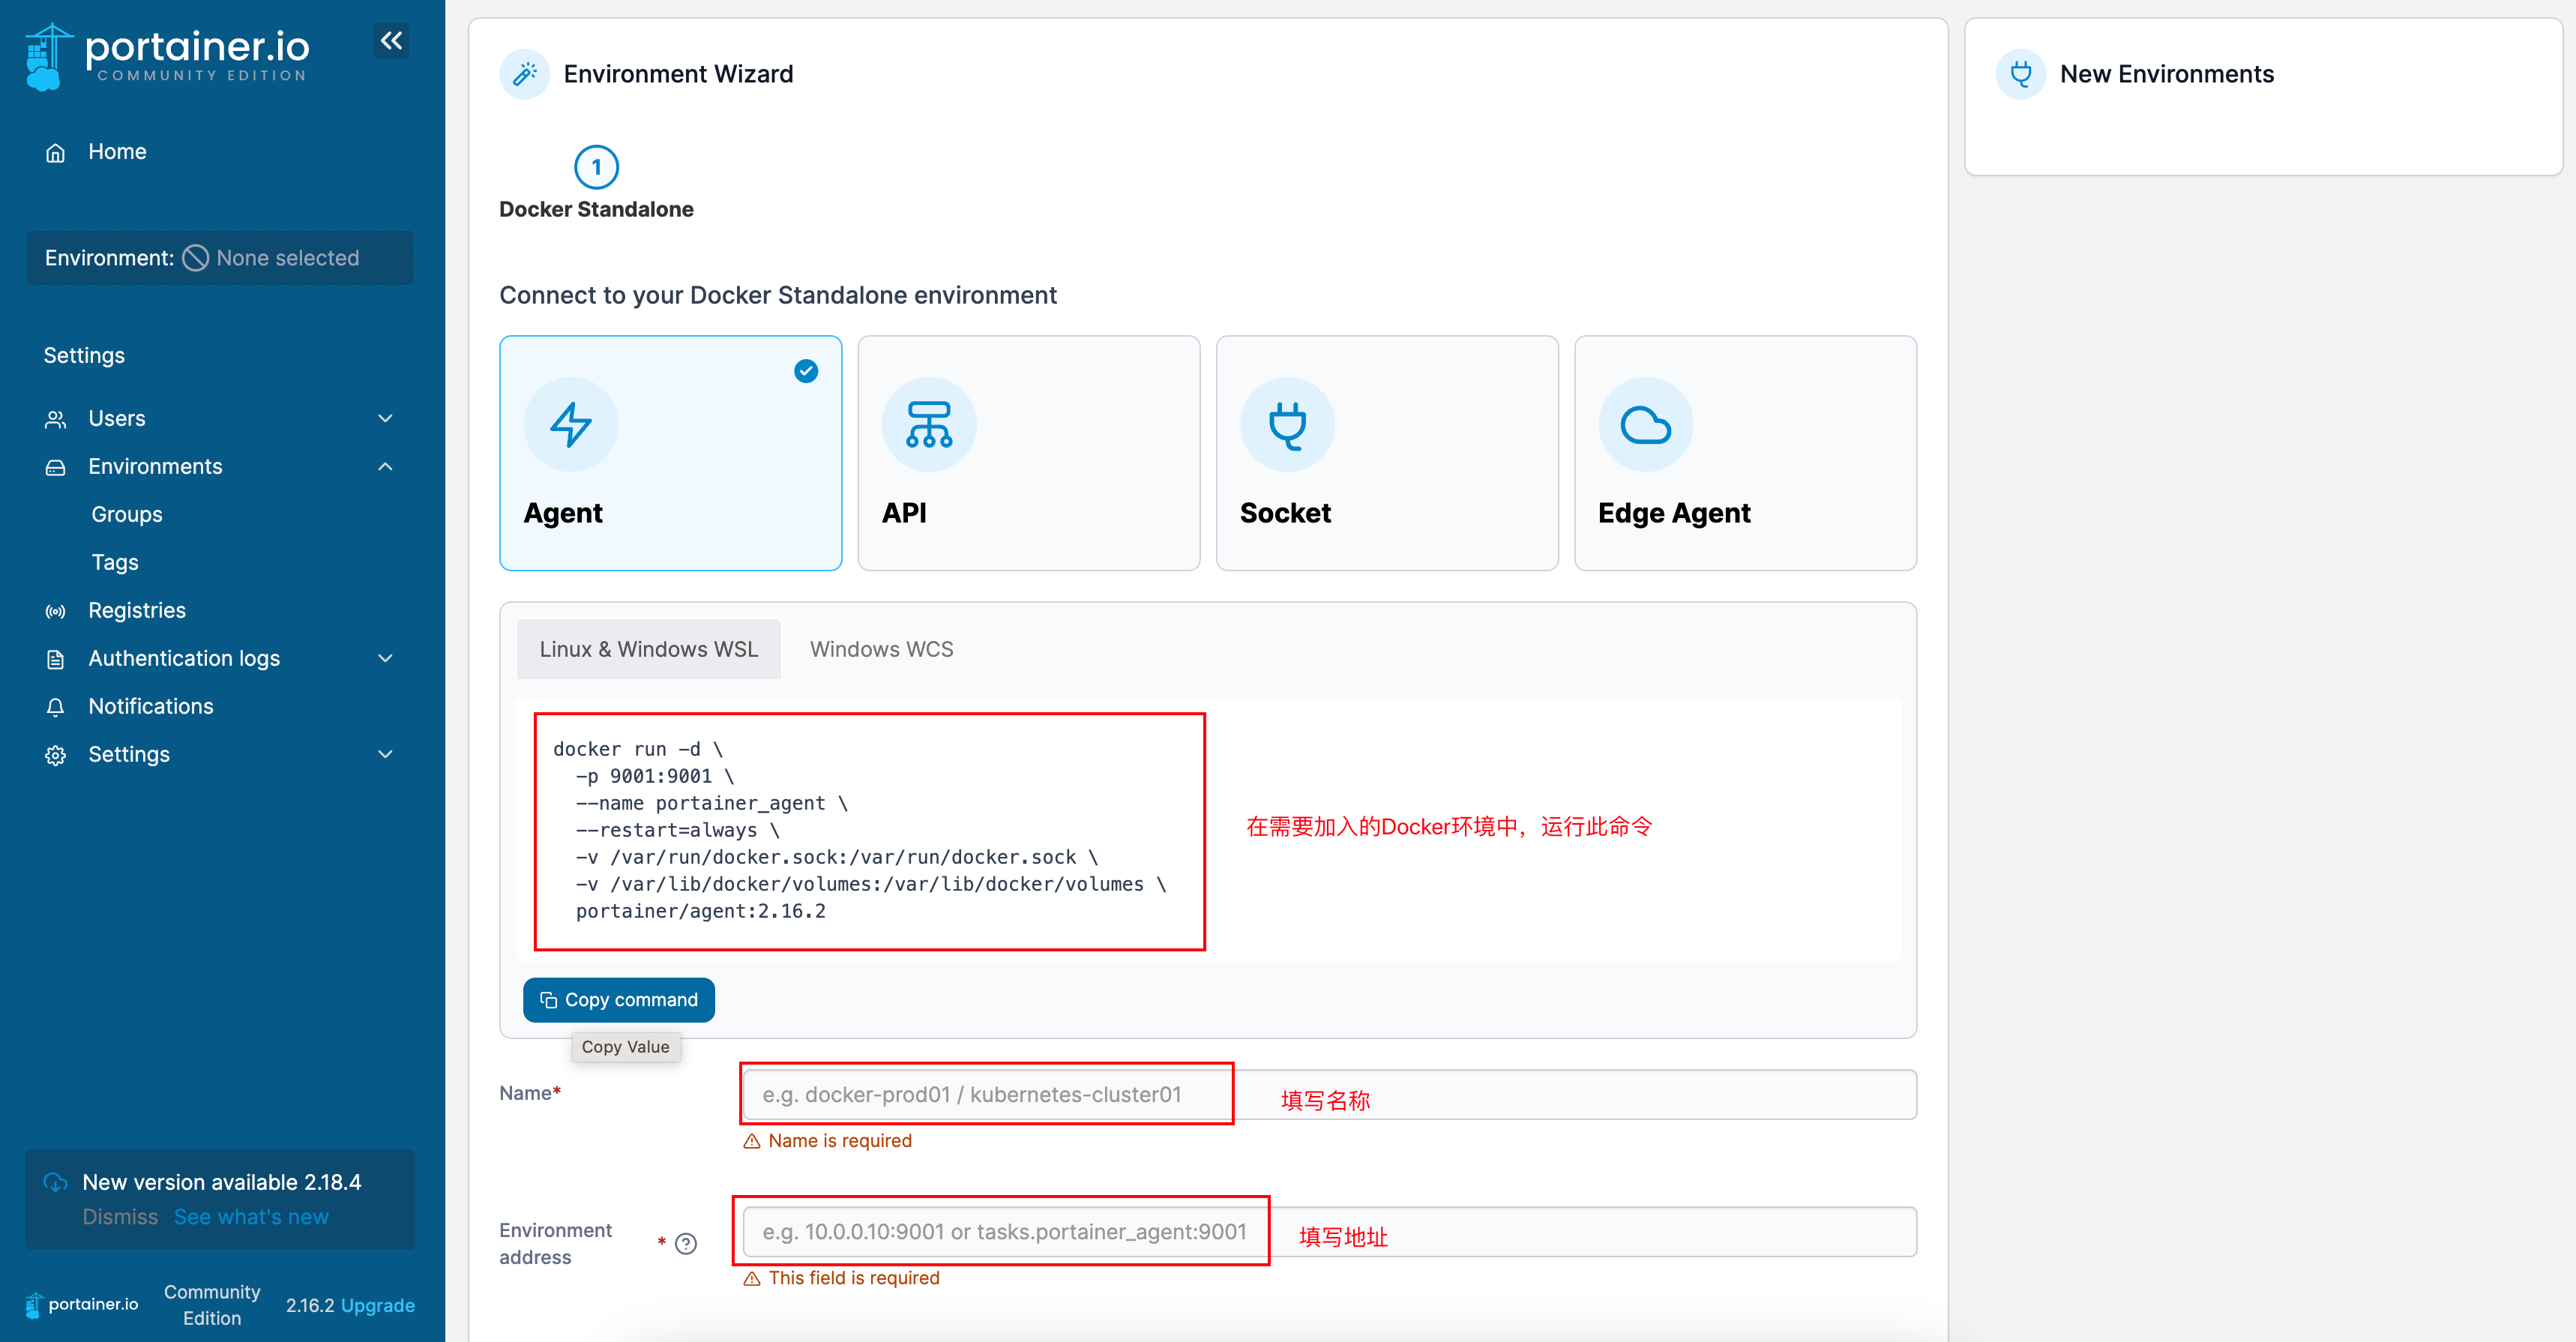 portainer.io
COMMUNITY EDITION
Home
Environment: None selected
Settings
Users
Environments
Groups
Tags
Registries
Authentication logs
Notifications
Settings
New version available 2.18.4
Dismiss See what's new
portainer.io Community Edition 2.16.2 Upgrade
Environment Wizard
1
Docker Standalone
Connect to your Docker Standalone environment
Agent
API
Socket
Edge Agent
Linux & Windows WSL
Windows WCS
docker run -d \
-p 9001:9001 \
--name portainer_agent \
--restart=always \
-v /var/run/docker.sock:/var/run/docker.sock \
-v /var/lib/docker/volumes:/var/lib/docker/volumes \
portainer/agent:2.16.2
在需要加入的Docker环境中，运行此命令
Copy command
Copy Value
Name*
e.g. docker-prod01 / kubernetes-cluster01
填写名称
Name is required
Environment address * ?
e.g. 10.0.0.10:9001 or tasks.portainer_agent:9001
填写地址
This field is required
New Environments